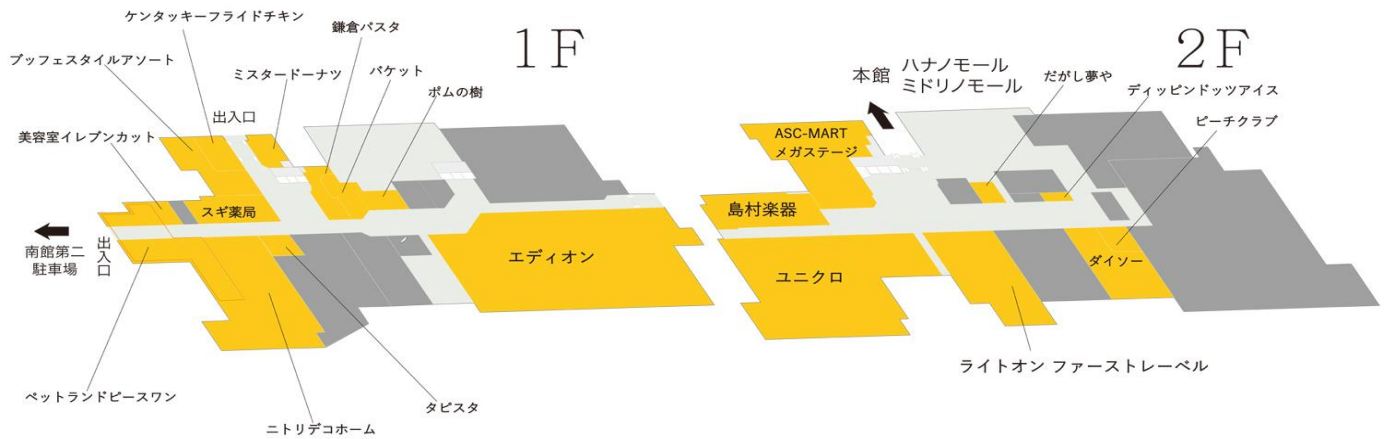 ケンタッキーフライドチキン
鎌倉パスタ
ブッフェスタイルアソート
ミスタードーナツ
バケット
ポムの樹
1F
出入口
美容室イレブンカット
スギ薬局
南館第二
駐車場
出入口
エディオン
ペットランドピースワン
ニトリデコホーム
タピスタ
2F
本館
ハナノモール
ミドリノモール
だがし夢や
ディッピンドッツアイス
ピーチクラブ
ASC-MART
メガステージ
島村楽器
ユニクロ
ダイソー
ライトオン ファーストレーベル